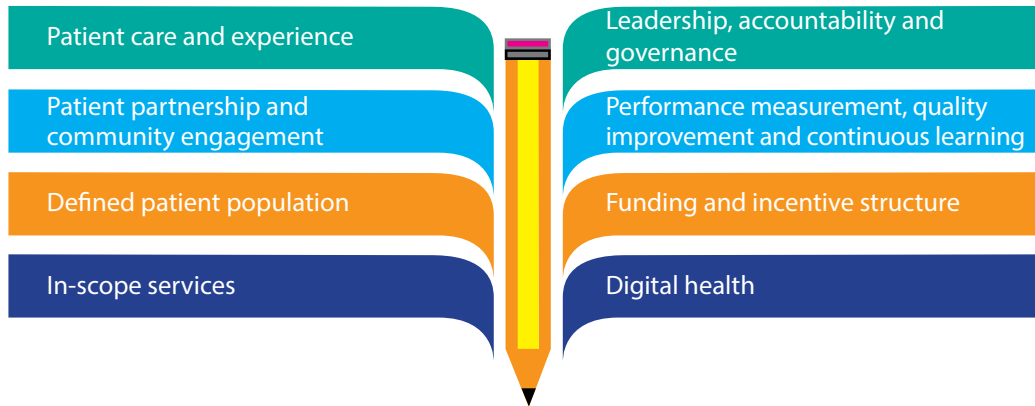 Patient care and experience
Patient partnership and
community engagement
Defined patient population
In-scope services
Leadership, accountability and
governance
Performance measurement, quality
improvement and continuous learning
Funding and incentive structure
Digital health